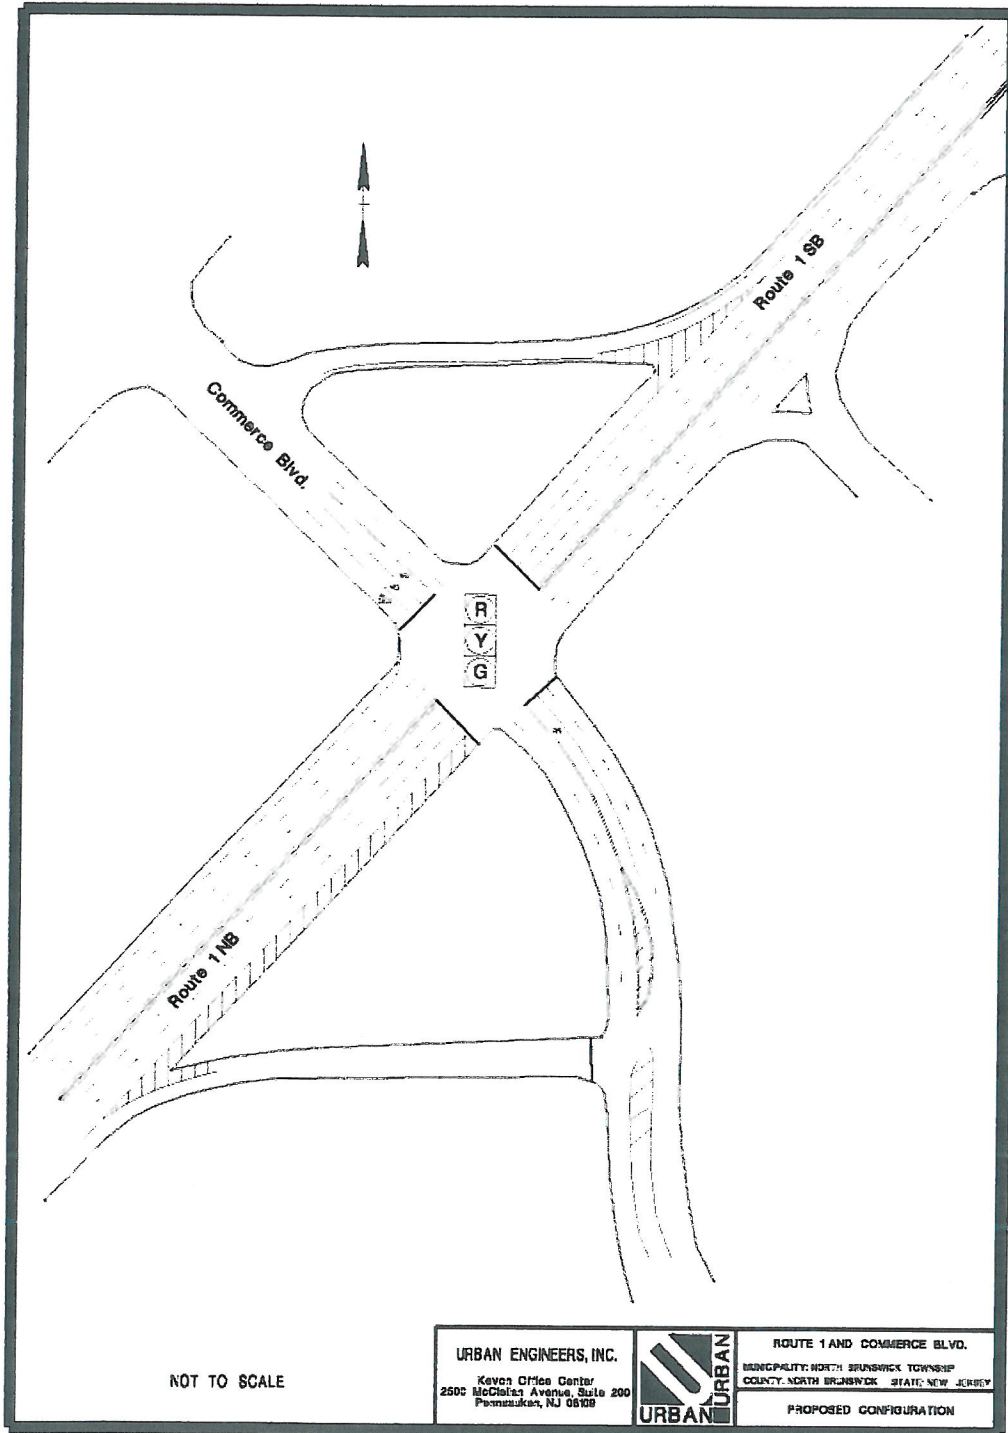 Route 1 SB
Commerce Blvd.
R
Y
G
Route 1 NB
NOT TO SCALE
URBAN ENGINEERS, INC.
Kevon Office Center
2500 McClellan Avenue, Suite 200
Pennsauken, NJ 08109
URBAN
URBAN
ROUTE 1 AND COMMERCE BLVD.
MUNICIPALITY: NORTH BRUNSWICK TOWNSHIP
COUNTY: NORTH BRUNSWICK STATE: NEW JERSEY
PROPOSED CONFIGURATION